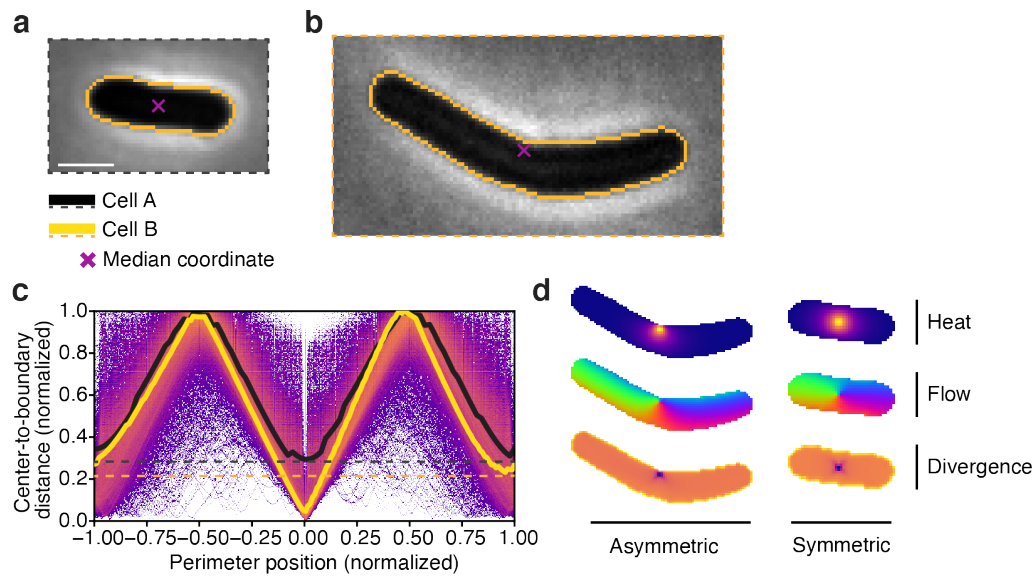 a
b
Cell A
Cell B
Median coordinate
c
Center-to-boundary
distance (normalized)
1.0
0.8
0.6
0.4
0.2
0.0
−1.00 −0.75 −0.50 −0.25 0.00 0.25 0.50 0.75 1.00
Perimeter position (normalized)
d
Heat
Flow
Divergence
Asymmetric
Symmetric